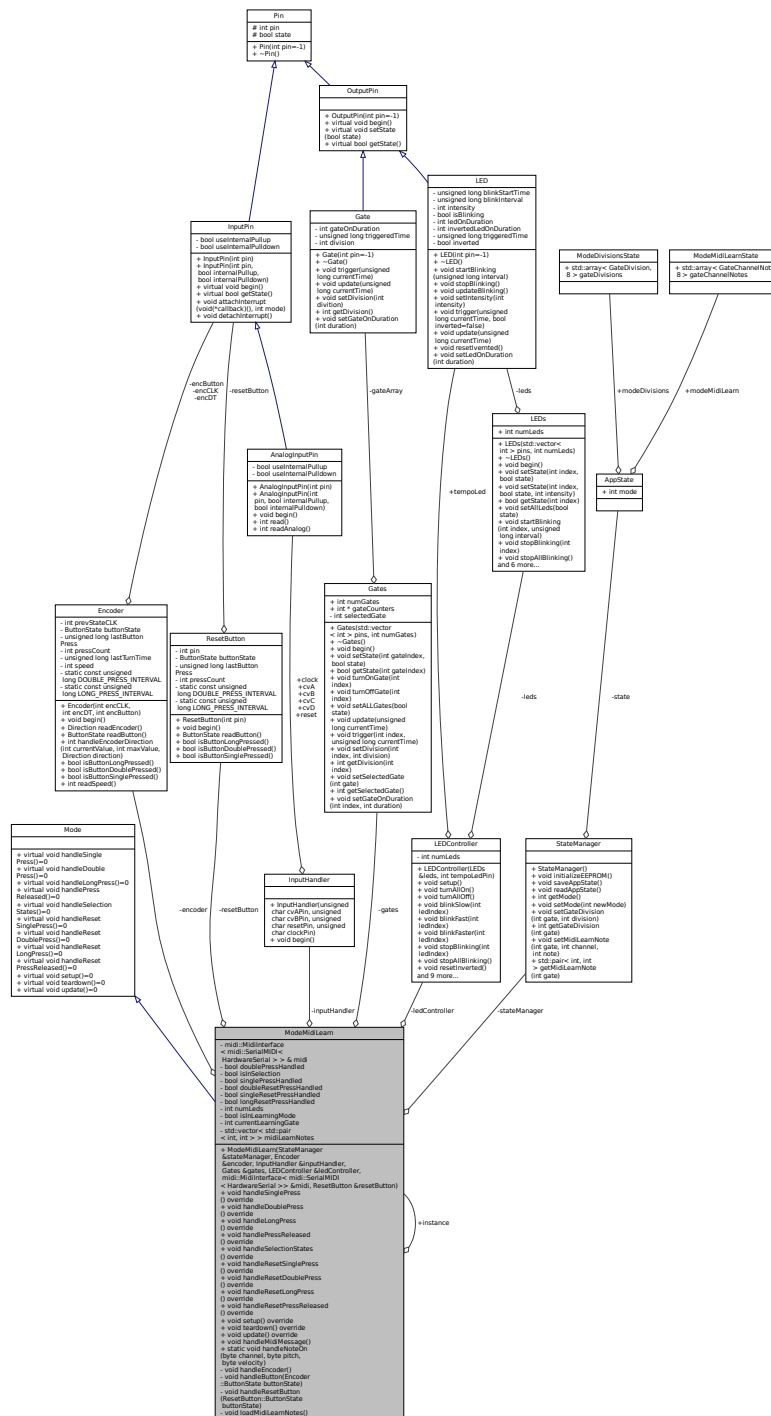 Pin
# int pin
# bool state
+ Pin(int pin=-1)
+ ~Pin()
OutputPin
+ OutputPin(int pin=-1)
+ virtual void begin()
+ virtual void setState
(bool state)
+ virtual bool getState()
LED
- unsigned long blinkStartTime
- unsigned long blinkInterval
- int intensity
- bool isBlinking
- int ledOnDuration
- int invertedLedOnDuration
- unsigned long triggeredTime
- bool inverted
+ LED(int pin=-1)
+ ~LED()
+ void startBlinking
(unsigned long interval)
+ void stopBlinking()
+ void updateBlinking()
+ void setIntensity(int
intensity)
+ void trigger(unsigned
long currentTime, bool
inverted=false)
+ void update(unsigned
long currentTime)
+ void resetIvernted()
+ void setLedOnDuration
(int duration)
Gate
- int gateOnDuration
- unsigned long triggeredTime
- int division
+ Gate(int pin=-1)
+ ~Gate()
+ void trigger(unsigned
long currentTime)
+ void update(unsigned
long currentTime)
+ void setDivision(int
divition)
+ int getDivision()
+ void setGateOnDuration
(int duration)
InputPin
- bool useInternalPullup
- bool useInternalPulldown
+ InputPin(int pin)
+ InputPin(int pin,
bool internalPullup,
bool internalPulldown)
+ virtual void begin()
+ virtual bool getState()
+ void attachInterrupt
(void(*callback)(), int mode)
+ void detachInterrupt()
ModeDivisionsState
+ std::array< GateDivision,
8 > gateDivisions
ModeMidiLearnState
+ std::array< GateChannelNot
8 > gateChannelNotes
-encButton
-encCLK
-encDT
-resetButton
-gateArray
-leds
+modeDivisions
+modeMidiLearn
LEDs
+ int numLeds
+ LEDs(std::vector<
int > pins, int numLeds)
+ ~LEDs()
+ void begin()
+ void setState(int index,
bool state)
+ void setState(int index,
bool state, int intensity)
+ bool getState(int index)
+ void setAllLeds(bool
state)
+ void startBlinking
(int index, unsigned
long interval)
+ void stopBlinking(int
index)
+ void stopAllBlinking()
and 6 more...
AnalogInputPin
- bool useInternalPullup
- bool useInternalPulldown
+ AnalogInputPin(int pin)
+ AnalogInputPin(int
pin, bool internalPullup,
bool internalPulldown)
+ void begin()
+ int read()
+ int readAnalog()
+tempoLed
AppState
+ int mode
Gates
+ int numGates
+ int * gateCounters
- int selectedGate
+ Gates(std::vector
< int > pins, int numGates)
+ ~Gates()
+ void begin()
+ void setState(int gateIndex,
bool state)
+ bool getState(int gateIndex)
+ void turnOnGate(int
index)
+ void turnOffGate(int
index)
+ void setALLGates(bool
state)
+ void update(unsigned
long currentTime)
+ void trigger(int index,
unsigned long currentTime)
+ void setDivision(int
index, int division)
+ int getDivision(int
index)
+ void setSelectedGate
(int gate)
+ int getSelectedGate()
+ void setGateOnDuration
(int index, int duration)
Encoder
- int prevStateCLK
- ButtonState buttonState
- unsigned long lastButton
Press
- int pressCount
- unsigned long lastTurnTime
- int speed
- static const unsigned
long DOUBLE_PRESS_INTERVAL
- static const unsigned
long LONG_PRESS_INTERVAL
+ Encoder(int encCLK,
int encDT, int encButton)
+ void begin()
+ Direction readEncoder()
+ ButtonState readButton()
+ int handleEncoderDirection
(int currentValue, int maxValue,
Direction direction)
+ bool isButtonLongPressed()
+ bool isButtonDoublePressed()
+ bool isButtonSinglePressed()
+ int readSpeed()
ResetButton
- int pin
- ButtonState buttonState
- unsigned long lastButton
Press
- int pressCount
- static const unsigned
long DOUBLE_PRESS_INTERVAL
- static const unsigned
long LONG_PRESS_INTERVAL
+ ResetButton(int pin)
+ void begin()
+ ButtonState readButton()
+ bool isButtonLongPressed()
+ bool isButtonDoublePressed()
+ bool isButtonSinglePressed()
+clock
+cvA
+cvB
+cvC
+cvD
+reset
-leds
-state
Mode
+ virtual void handleSingle
Press()=0
+ virtual void handleDouble
Press()=0
+ virtual void handleLongPress()=0
+ virtual void handlePress
Released()=0
+ virtual void handleSelection
States()=0
+ virtual void handleReset
SinglePress()=0
+ virtual void handleReset
DoublePress()=0
+ virtual void handleReset
LongPress()=0
+ virtual void handleReset
PressReleased()=0
+ virtual void setup()=0
+ virtual void teardown()=0
+ virtual void update()=0
InputHandler
+ InputHandler(unsigned
char cvAPin, unsigned
char cvBPin, unsigned
char resetPin, unsigned
char clockPin)
+ void begin()
LEDController
- int numLeds
+ LEDController(LEDs
&leds, int tempoLedPin)
+ void setup()
+ void turnAllOn()
+ void turnAllOff()
+ void blinkSlow(int
ledIndex)
+ void blinkFast(int
ledIndex)
+ void blinkFaster(int
ledIndex)
+ void stopBlinking(int
ledIndex)
+ void stopAllBlinking()
+ void resetInverted()
and 9 more...
StateManager
+ StateManager()
+ void initializeEEPROM()
+ void saveAppState()
+ void readAppState()
+ int getMode()
+ void setMode(int newMode)
+ void setGateDivision
(int gate, int division)
+ int getGateDivision
(int gate)
+ void setMidiLearnNote
(int gate, int channel,
int note)
+ std::pair< int, int
> getMidiLearnNote
(int gate)
-encoder
-resetButton
-inputHandler
-gates
-ledController
-stateManager
ModeMidiLearn
- midi::MidiInterface
< midi::SerialMIDI<
HardwareSerial > > & midi
- bool doublePressHandled
- bool isInSelection
- bool singlePressHandled
- bool doubleResetPressHandled
- bool singleResetPressHandled
- bool longResetPressHandled
- int numLeds
- bool isInLearningMode
- int currentLearningGate
- std::vector< std::pair
< int, int > > midiLearnNotes
+ ModeMidiLearn(StateManager
&stateManager, Encoder
&encoder, InputHandler &inputHandler,
Gates &gates, LEDController &ledController,
midi::MidiInterface< midi::SerialMIDI
< HardwareSerial >> &midi, ResetButton &resetButton)
+ void handleSinglePress
() override
+ void handleDoublePress
() override
+ void handleLongPress
() override
+ void handlePressReleased
() override
+ void handleSelectionStates
() override
+ void handleResetSinglePress
() override
+ void handleResetDoublePress
() override
+ void handleResetLongPress
() override
+ void handleResetPressReleased
() override
+ void setup() override
+ void teardown() override
+ void update() override
+ void handleMidiMessage()
+ static void handleNoteOn
(byte channel, byte pitch,
byte velocity)
- void handleEncoder()
- void handleButton(Encoder
::ButtonState buttonState)
- void handleResetButton
(ResetButton::ButtonState
buttonState)
- void loadMidiLearnNotes()
+instance